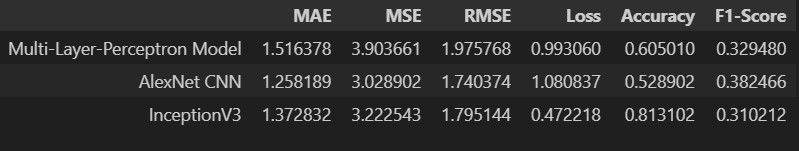 MAE MSE RMSE Loss Accuracy F1-Score
Multi-Layer-Perceptron Model 1.516378 3.903661 1.975768 0.993060 0.605010 0.329480
AlexNet CNN 1.258189 3.028902 1.740374 1.080837 0.528902 0.382466
InceptionV3 1.372832 3.222543 1.795144 0.472218 0.813102 0.310212